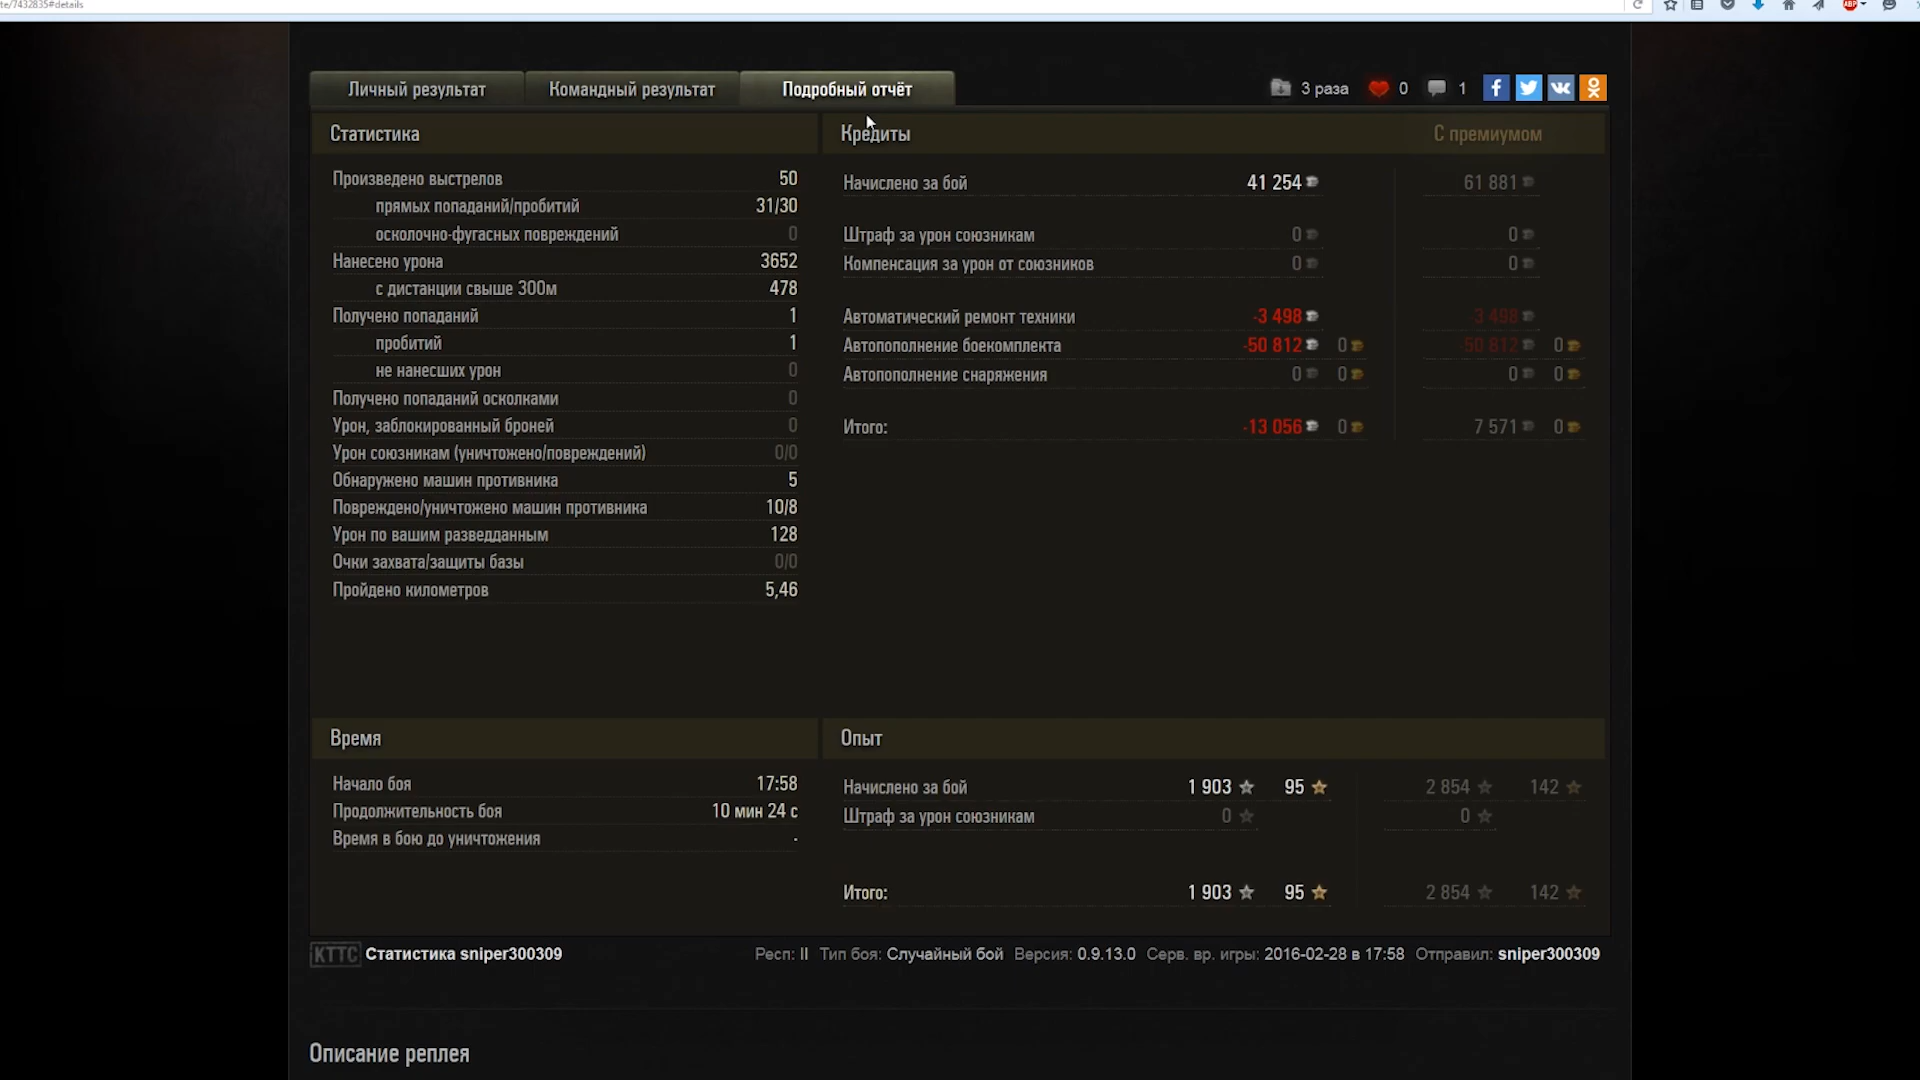 te/7432835#details
Личный результат Командный результат Подробный отчёт 3 раза 0 1
Статистика
Произведено выстрелов 50
прямых попаданий/пробитий 31/30
осколочно-фугасных повреждений 0
Нанесено урона 3652
с дистанции свыше 300м 478
Получено попаданий 1
пробитий 1
не нанесших урон 0
Получено попаданий осколками 0
Урон, заблокированный броней 0
Урон союзникам (уничтожено/повреждений) 0/0
Обнаружено машин противника 5
Повреждено/уничтожено машин противника 10/8
Урон по вашим разведданным 128
Очки захвата/защиты базы 0/0
Пройдено километров 5,46
Кредиты С премиумом
Начислено за бой 41 254 61 881
Штраф за урон союзникам 0 0
Компенсация за урон от союзников 0 0
Автоматический ремонт техники -3 498 -3 498
Автопополнение боекомплекта -50 812 0 -50 812 0
Автопополнение снаряжения 0 0 0 0
Итого: -13 056 0 7 571 0
Время
Начало боя 17:58
Продолжительность боя 10 мин 24 с
Время в бою до уничтожения -
Опыт
Начислено за бой 1 903 95 2 854 142
Штраф за урон союзникам 0 0
Итого: 1 903 95 2 854 142
КТТС Статистика sniper300309 Респ: II Тип боя: Случайный бой Версия: 0.9.13.0 Серв. вр. игры: 2016-02-28 в 17:58 Отправил: sniper300309
Описание реплея